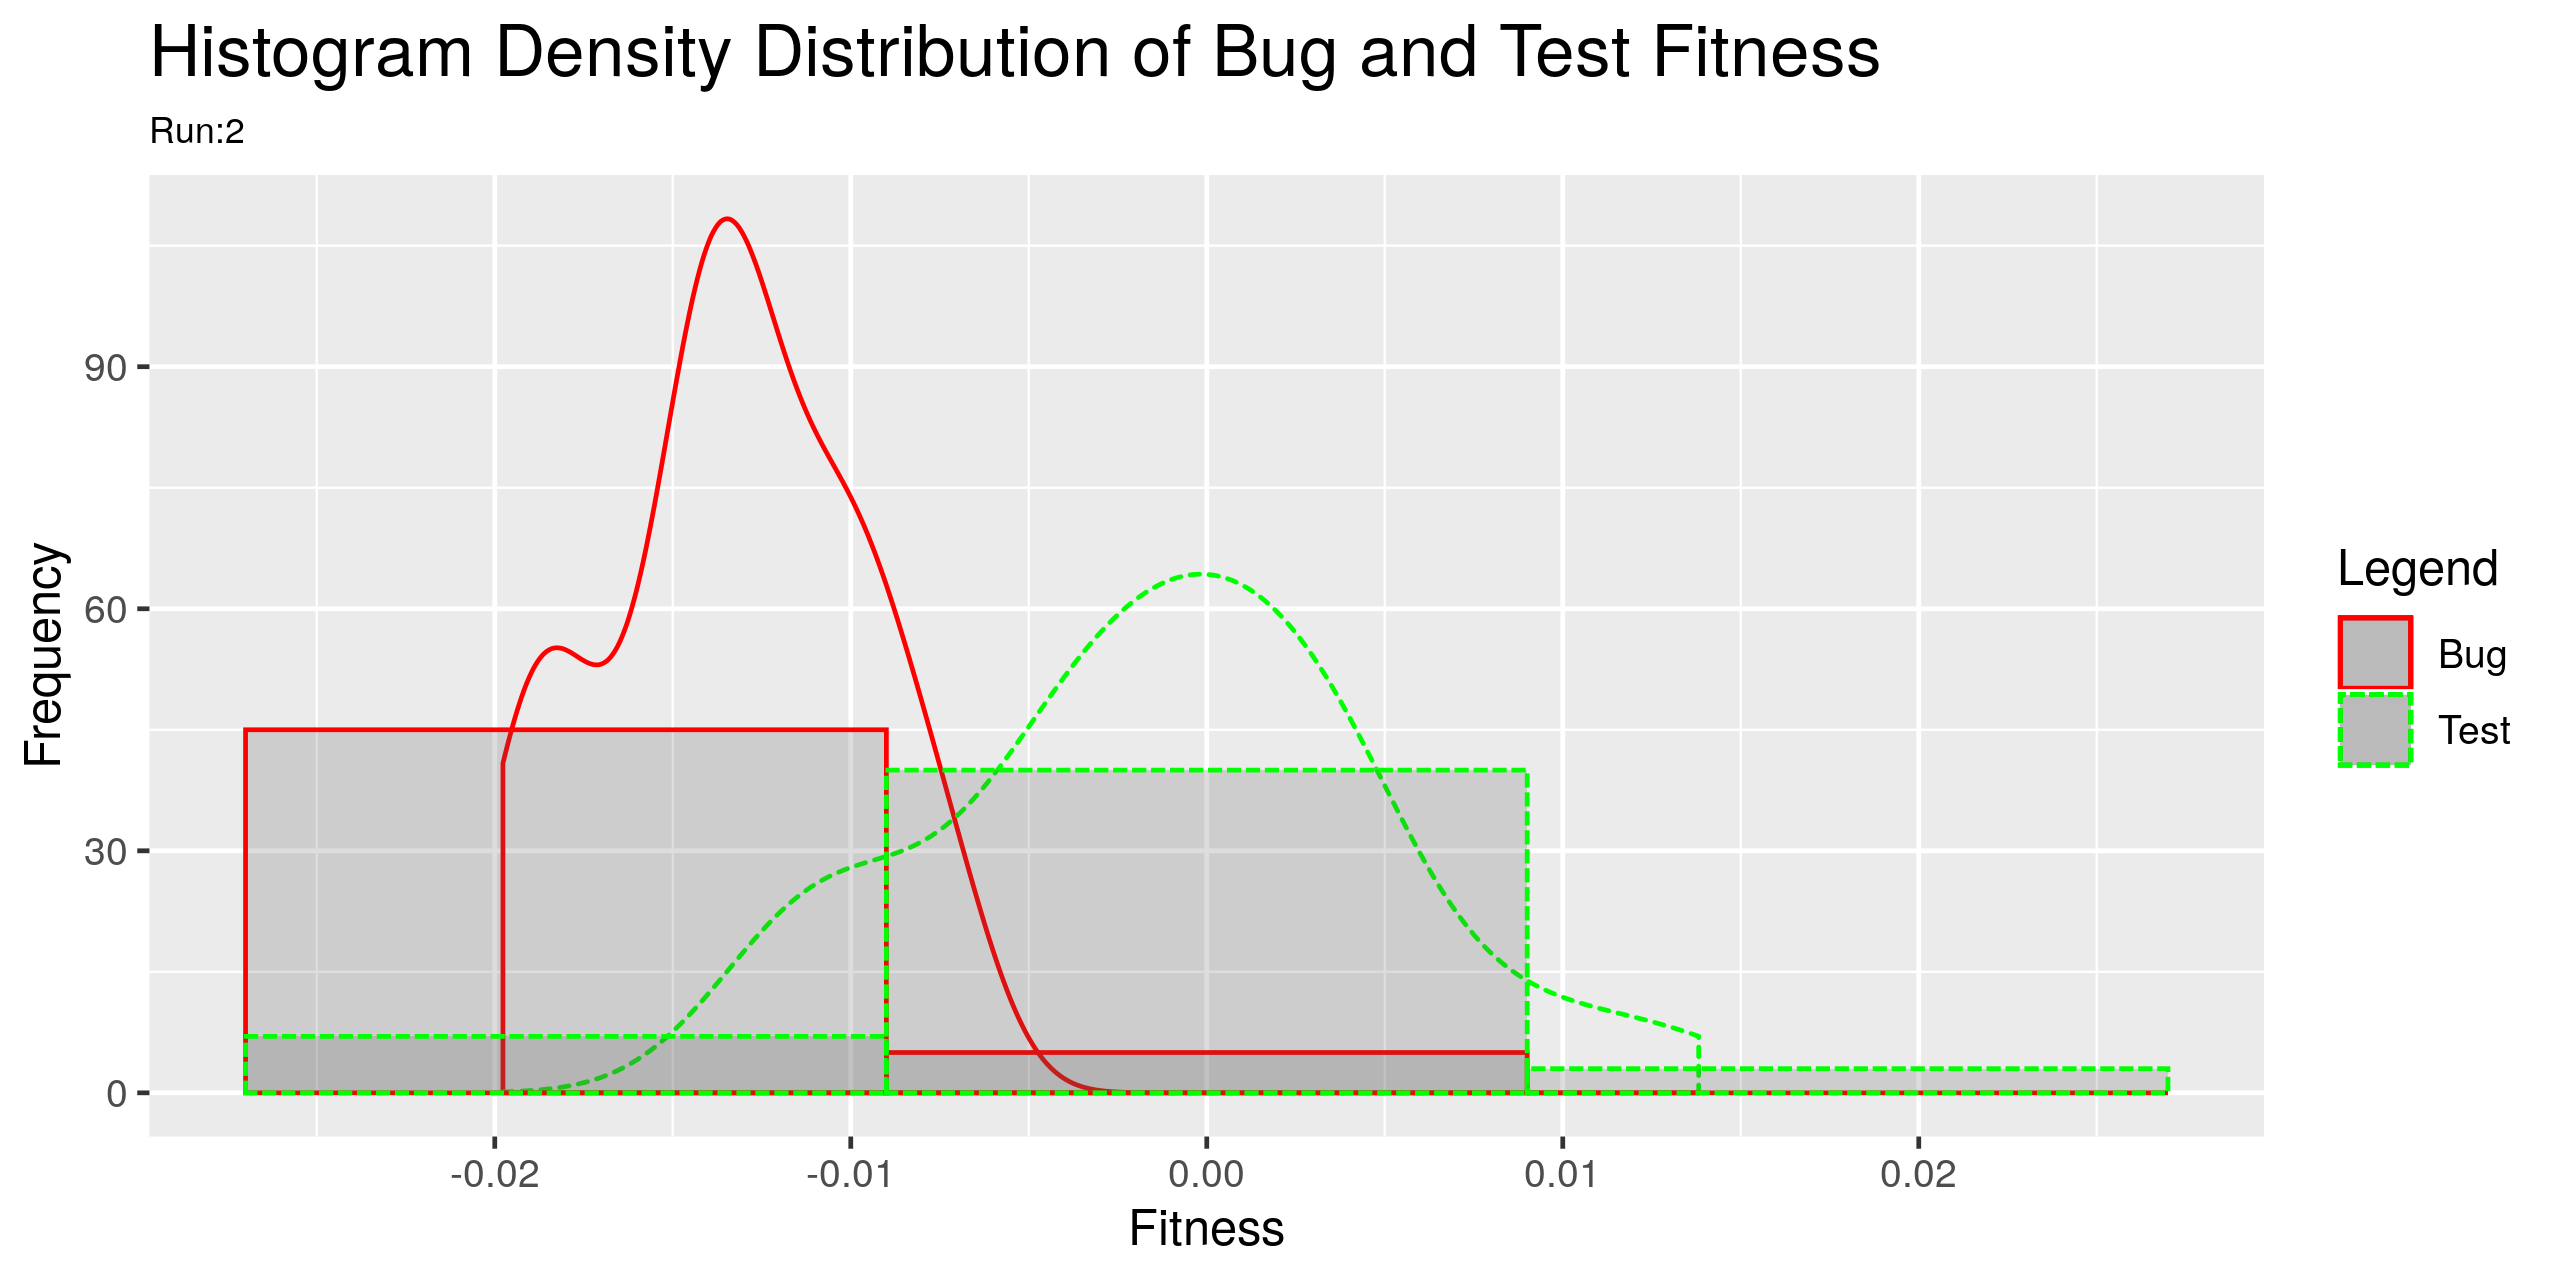 Histogram Density Distribution of Bug and Test Fitness
Run:2
Frequency
90
60
30
0
-0.02
-0.01
0.00
0.01
0.02
Fitness
Legend
Bug
Test